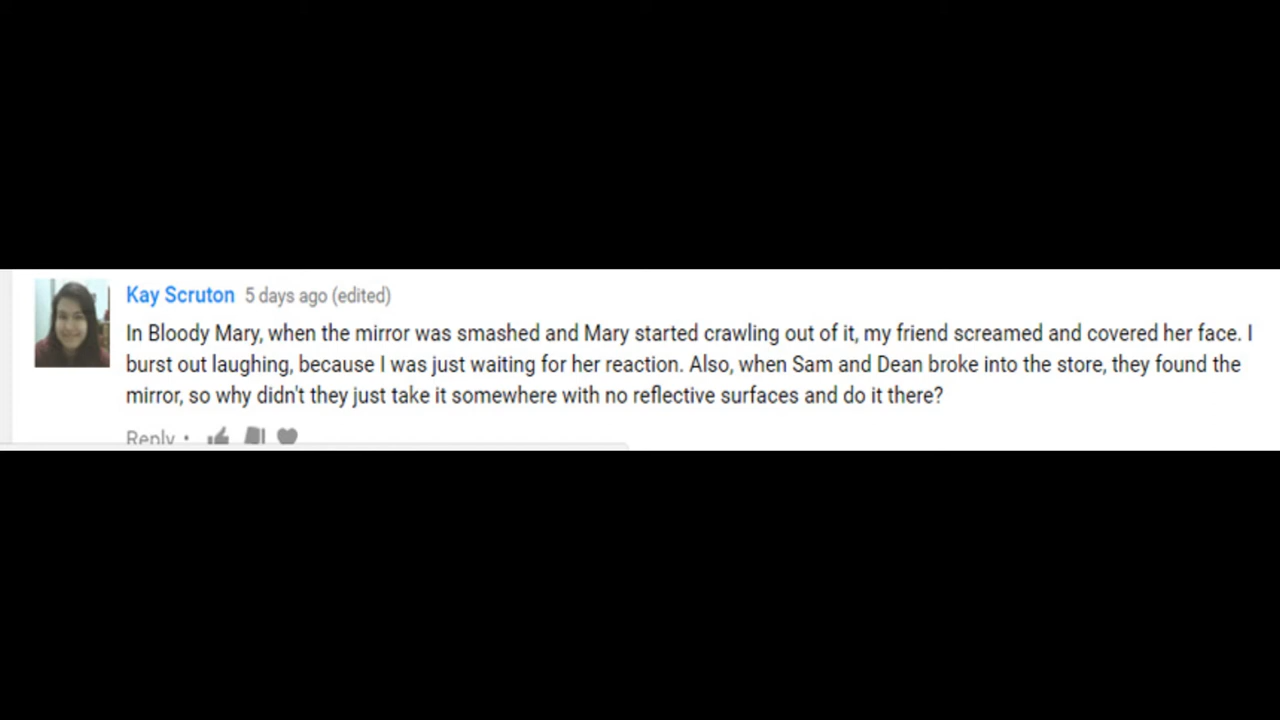 Kay Scruton 5 days ago (edited)
In Bloody Mary, when the mirror was smashed and Mary started crawling out of it, my friend screamed and covered her face. I
burst out laughing, because I was just waiting for her reaction. Also, when Sam and Dean broke into the store, they found the
mirror, so why didn't they just take it somewhere with no reflective surfaces and do it there?
Reply •